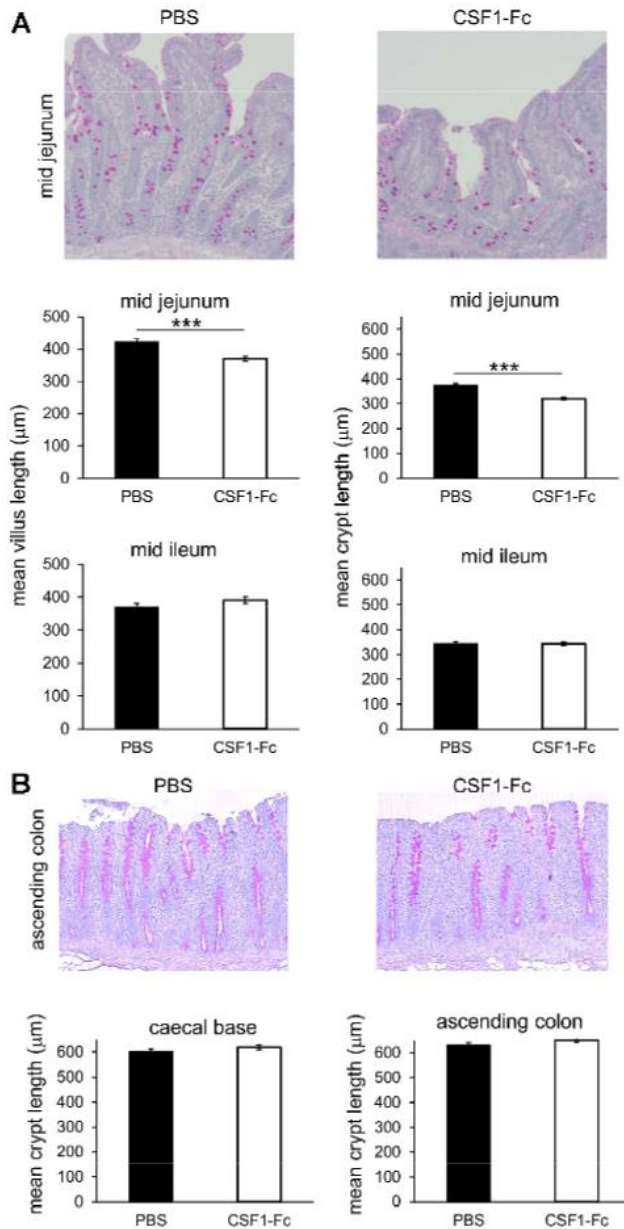 A
PBS
CSF1-Fc
mid jejunum
mid jejunum
***
500
400
300
200
100
0
PBS
CSF1-Fc
mid jejunum
***
600
500
400
300
200
100
0
PBS
CSF1-Fc
mean villus length (μm)
mean crypt length (μm)
mid ileum
500
400
300
200
100
0
PBS
CSF1-Fc
mid ileum
600
500
400
300
200
100
0
PBS
CSF1-Fc
B
PBS
CSF1-Fc
ascending colon
caecal base
mean crypt length (μm)
600
500
400
300
200
100
0
PBS
CSF1-Fc
ascending colon
mean crypt length (μm)
600
500
400
300
200
100
0
PBS
CSF1-Fc